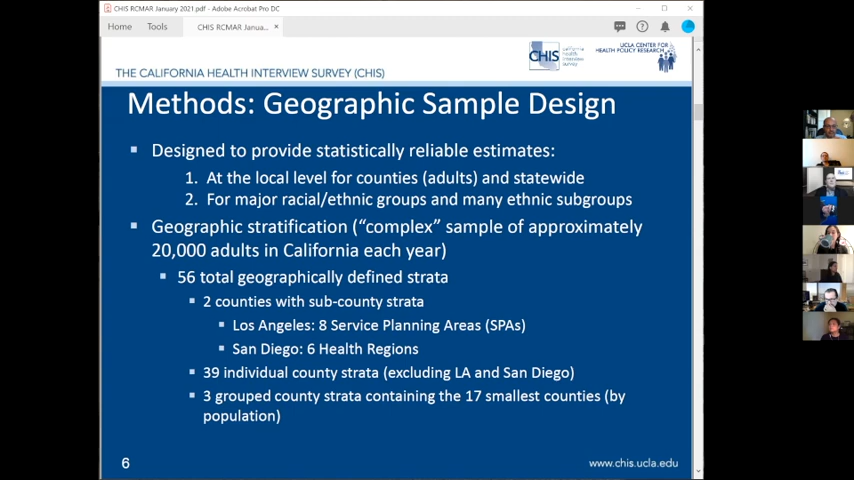 CHIS RCMAR January 2021.pdf - Adobe Acrobat Pro DC
Home Tools CHIS RCMAR Janua... ×
CHIS california health interview survey
UCLA CENTER FOR HEALTH POLICY RESEARCH
THE CALIFORNIA HEALTH INTERVIEW SURVEY (CHIS)
Methods: Geographic Sample Design
▪ Designed to provide statistically reliable estimates:
1. At the local level for counties (adults) and statewide
2. For major racial/ethnic groups and many ethnic subgroups
▪ Geographic stratification (“complex” sample of approximately
20,000 adults in California each year)
▪ 56 total geographically defined strata
▪ 2 counties with sub-county strata
▪ Los Angeles: 8 Service Planning Areas (SPAs)
▪ San Diego: 6 Health Regions
▪ 39 individual county strata (excluding LA and San Diego)
▪ 3 grouped county strata containing the 17 smallest counties (by
population)
6
www.chis.ucla.edu